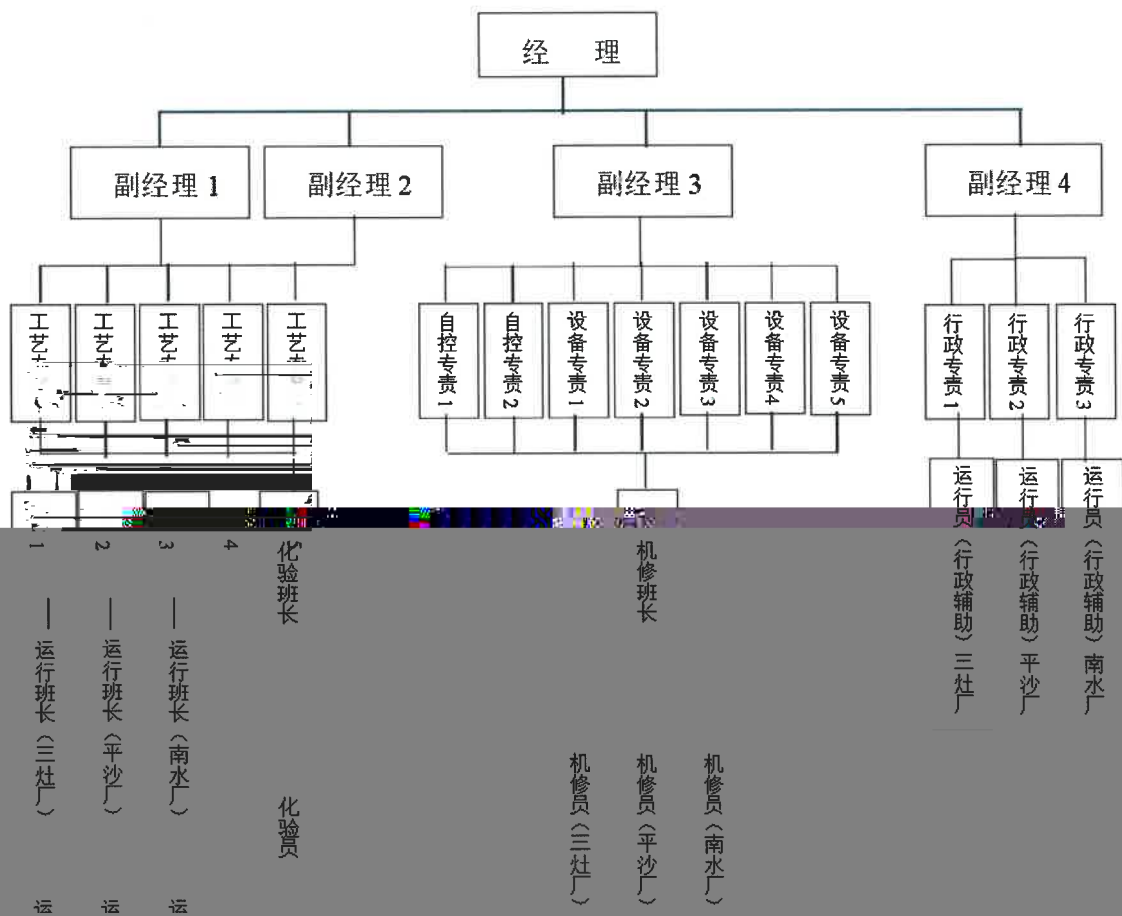 经 理
副经理 1
副经理 2
副经理 3
副经理 4
工艺
工艺
工艺
工艺
工艺
自控专责 1
自控专责 2
设备专责 1
设备专责 2
设备专责 3
设备专责 4
设备专责 5
行政专责 1
行政专责 2
行政专责 3
1
2
3
4
5
化验班长
机修班长
运行员（行政辅助）三灶厂
运行员（行政辅助）平沙厂
运行员（行政辅助）南水厂
运行班长（三灶厂）
运行班长（平沙厂）
运行班长（南水厂）
化验员
机修员（三灶厂）
机修员（平沙厂）
机修员（南水厂）
运
运
运